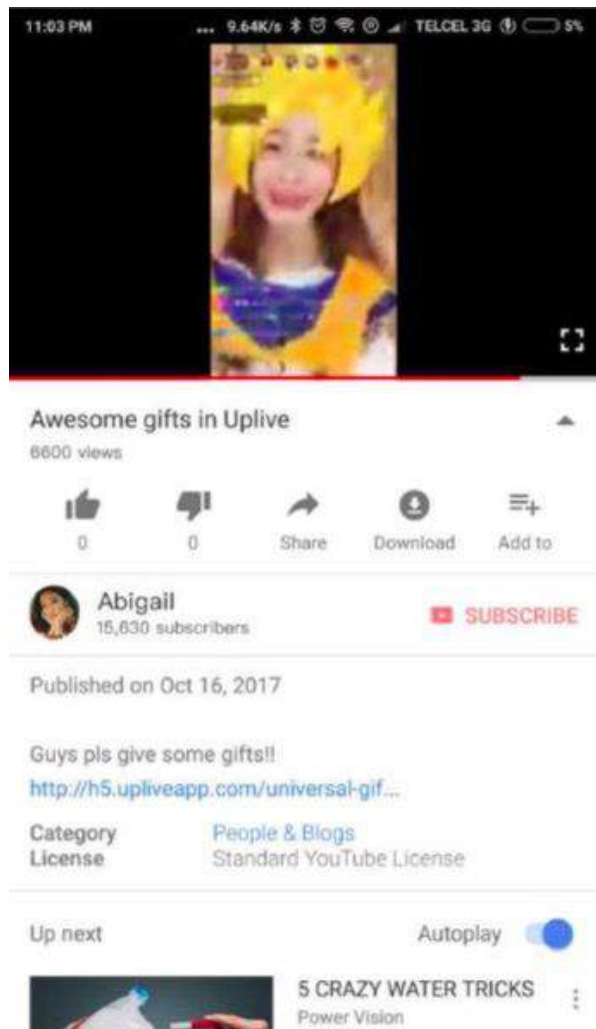 11:03 PM ... 9.64K/s TELCEL 3G 5%
Awesome gifts in Uplive
6600 views
0 0 Share Download Add to
Abigail
15,630 subscribers
SUBSCRIBE
Published on Oct 16, 2017
Guys pls give some gifts!!
http://h5.upliveapp.com/universal-gif...
Category People & Blogs
License Standard YouTube License
Up next Autoplay
5 CRAZY WATER TRICKS
Power Vision